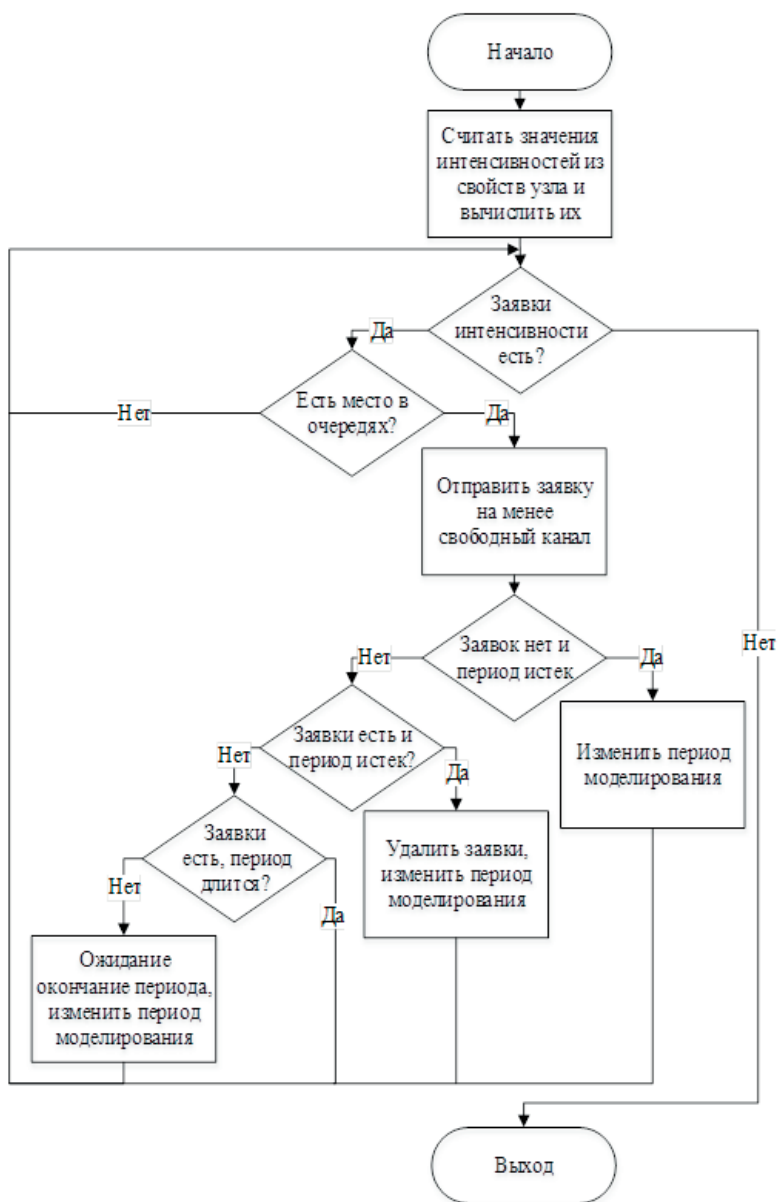 Начало
Считать значения
интенсивностей из
свойств узла и
вычислить их
Заявки
интенсивности
есть?
Да
Есть место в
очередях?
Нет
Да
Отправить заявку
на менее
свободный канал
Нет
Заявок нет и
период истек
Нет
Да
Заявки есть и
период истек?
Нет
Да
Изменить период
моделирования
Заявки
есть, период
длится?
Нет
Да
Удалить заявки,
изменить период
моделирования
Ожидание
окончание периода,
изменить период
моделирования
Выход